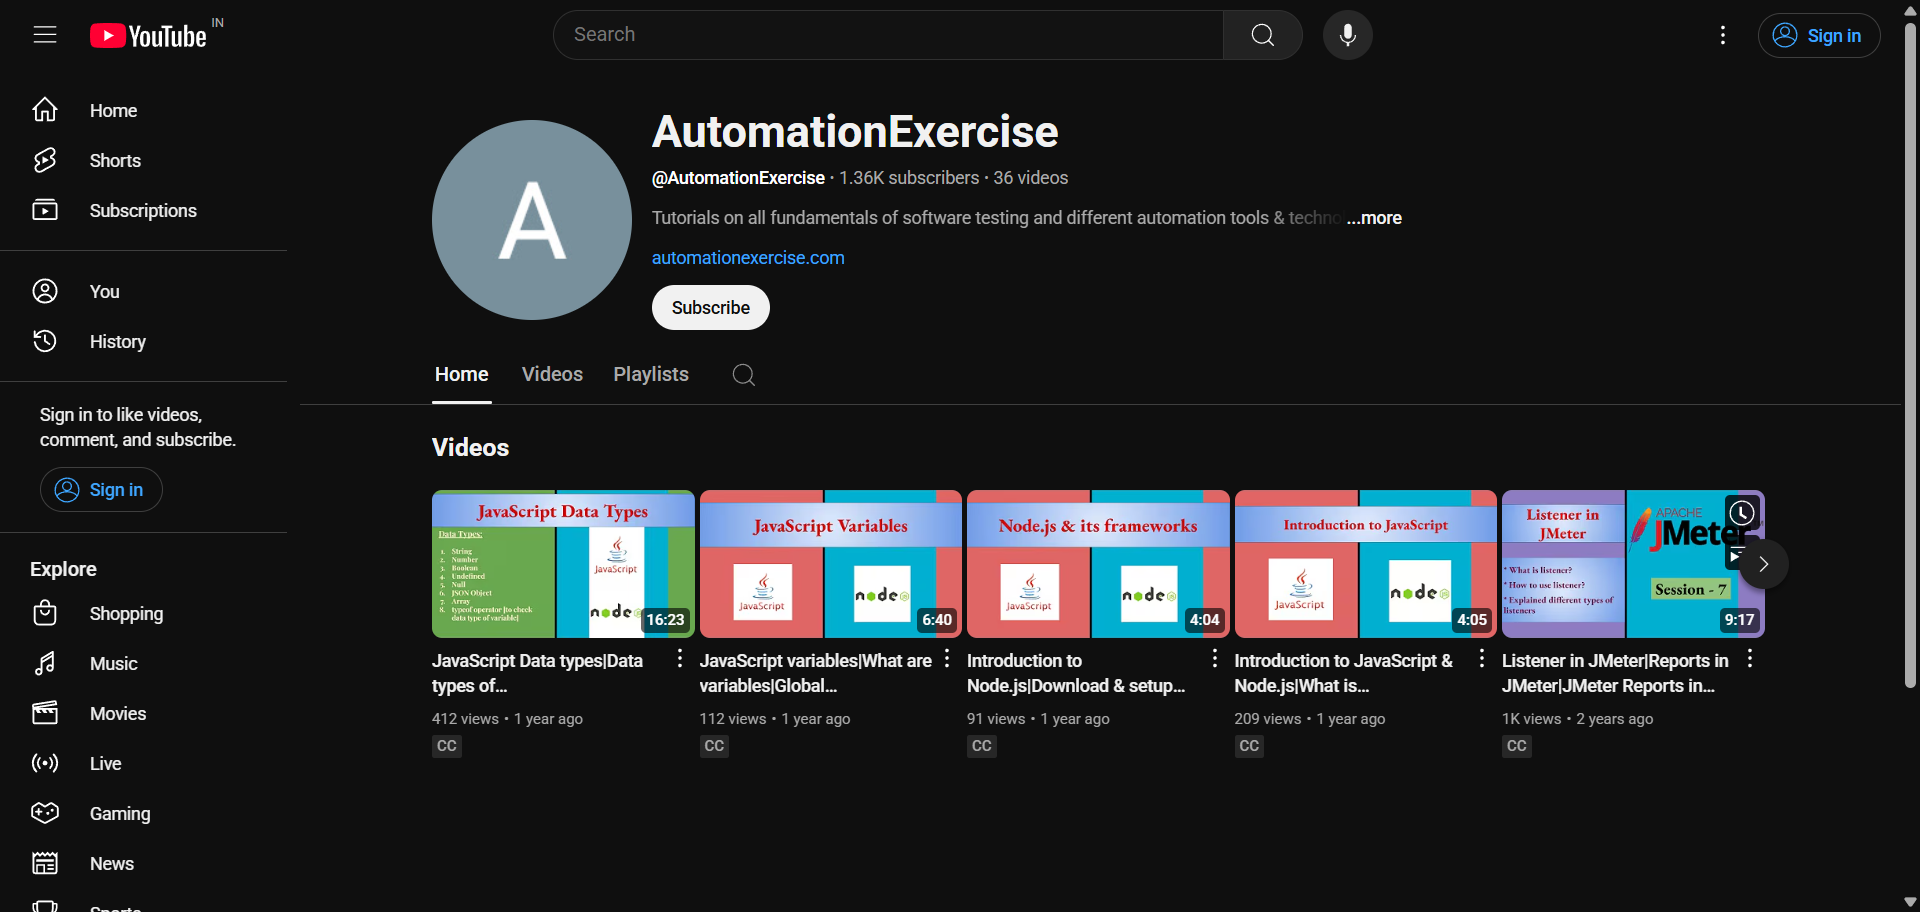 YouTube IN
Search
Sign in
Home
Shorts
Subscriptions
You
History
Sign in to like videos,
comment, and subscribe.
Sign in
Explore
Shopping
Music
Movies
Live
Gaming
News
Sports
AutomationExercise
@AutomationExercise · 1.36K subscribers · 36 videos
Tutorials on all fundamentals of software testing and different automation tools & techno ...more
automationexercise.com
Subscribe
Home Videos Playlists
Videos
JavaScript Data Types
Data Types:
1. String
2. Number
3. Boolean
4. Undefined
5. Null
6. JSON Object
7. Array
8. typeof operator [to check
data type of variable]
JavaScript
node
16:23
JavaScript Data types|Data
types of...
412 views • 1 year ago
CC
JavaScript Variables
JavaScript
node
6:40
JavaScript variables|What are
variables|Global...
112 views • 1 year ago
CC
Node.js & its frameworks
JavaScript
node
4:04
Introduction to
Node.js|Download & setup...
91 views • 1 year ago
CC
Introduction to JavaScript
JavaScript
node
4:05
Introduction to JavaScript &
Node.js|What is...
209 views • 1 year ago
CC
Listener in
JMeter
* What is listener?
* How to use listener?
* Explained different types of
listeners
APACHE
JMeter
Session - 7
9:17
Listener in JMeter|Reports in
JMeter|JMeter Reports in...
1K views • 2 years ago
CC